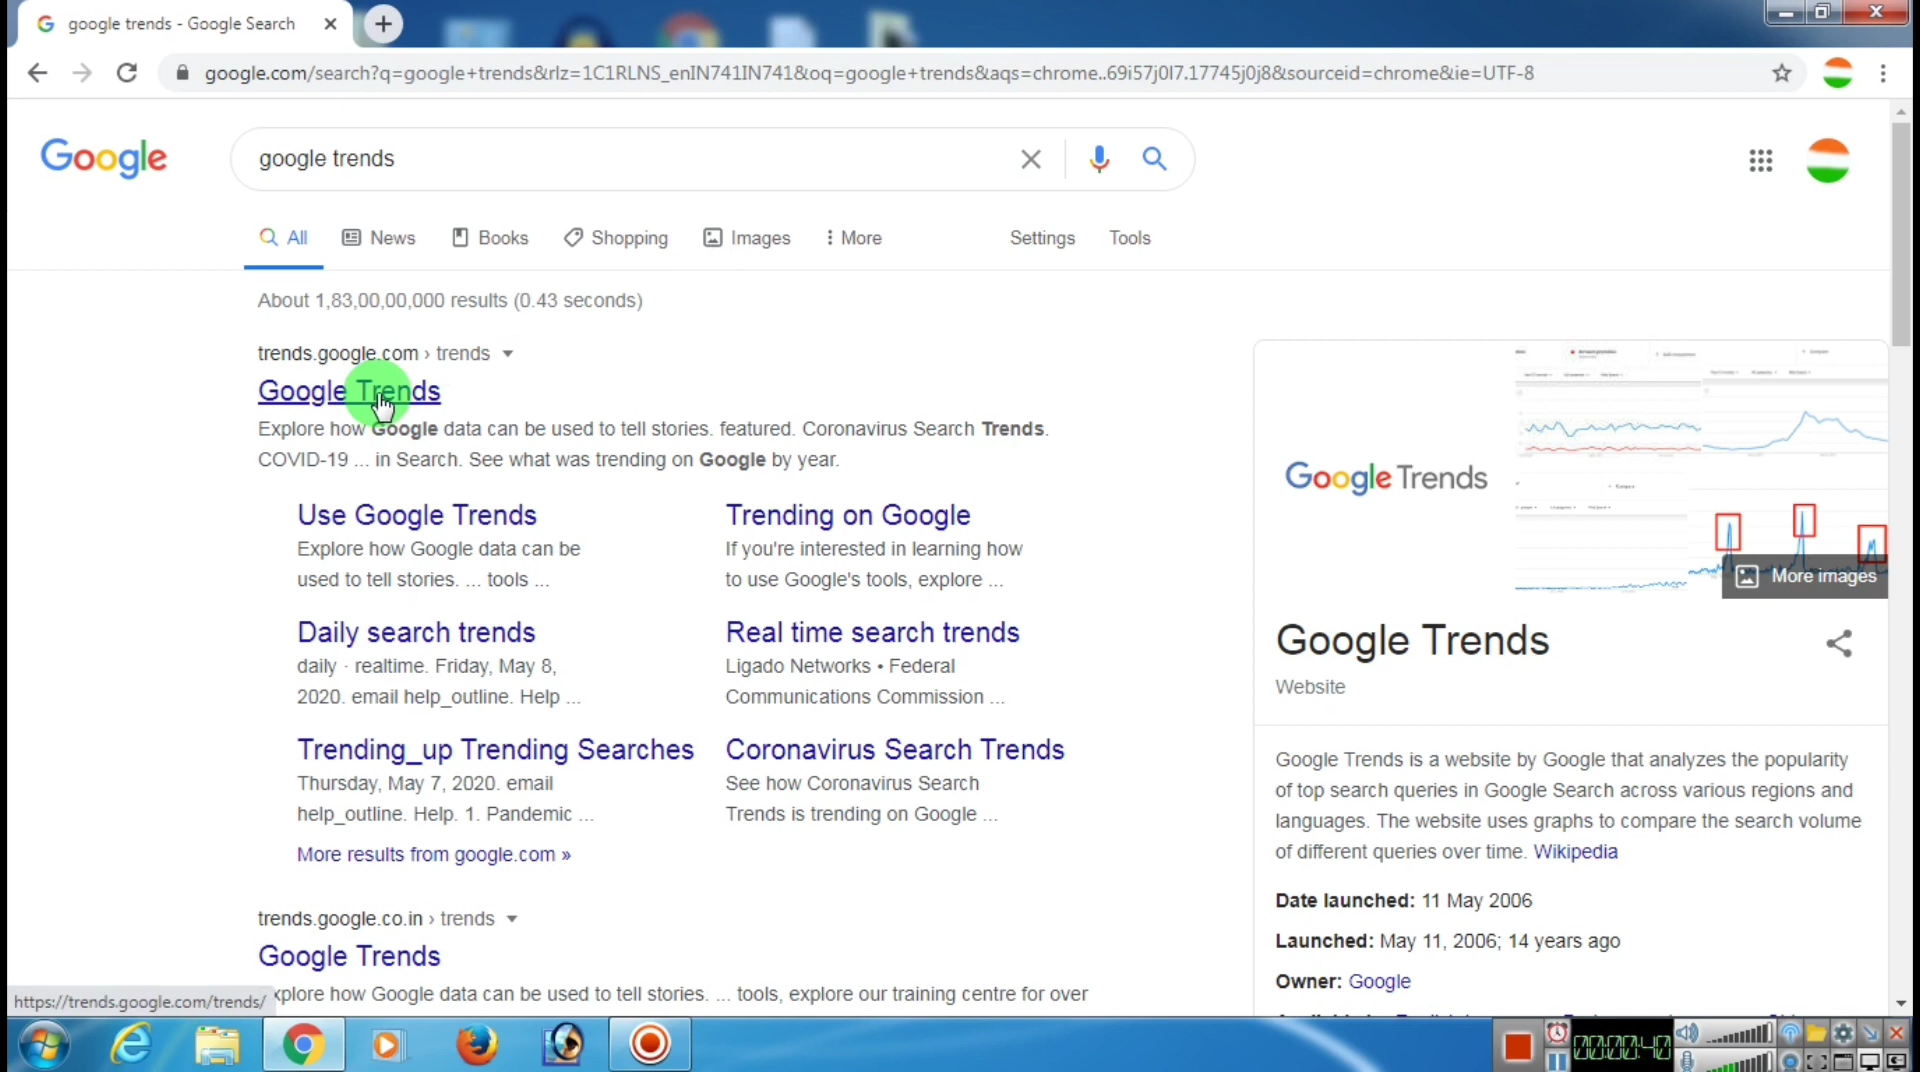 google trends - Google Search
google.com/search?q=google+trends&rlz=1C1RLNS_enIN741IN741&oq=google+trends&aqs=chrome..69i57j0l7.17745j0j8&sourceid=chrome&ie=UTF-8
Google
google trends
All
News
Books
Shopping
Images
More
Settings
Tools
About 1,83,00,00,000 results (0.43 seconds)
trends.google.com › trends
Google Trends
Explore how Google data can be used to tell stories. featured. Coronavirus Search Trends.
COVID-19 ... in Search. See what was trending on Google by year.
Use Google Trends
Explore how Google data can be
used to tell stories. ... tools ...
Trending on Google
If you're interested in learning how
to use Google's tools, explore ...
Daily search trends
daily · realtime. Friday, May 8,
2020. email help_outline. Help ...
Real time search trends
Ligado Networks • Federal
Communications Commission ...
Trending_up Trending Searches
Thursday, May 7, 2020. email
help_outline. Help. 1. Pandemic ...
Coronavirus Search Trends
See how Coronavirus Search
Trends is trending on Google ...
More results from google.com »
trends.google.co.in › trends
Google Trends
xplore how Google data can be used to tell stories. ... tools, explore our training centre for over
https://trends.google.com/trends/
Google Trends
More images
Google Trends
Website
Google Trends is a website by Google that analyzes the popularity
of top search queries in Google Search across various regions and
languages. The website uses graphs to compare the search volume
of different queries over time. Wikipedia
Date launched: 11 May 2006
Launched: May 11, 2006; 14 years ago
Owner: Google
00:00:40